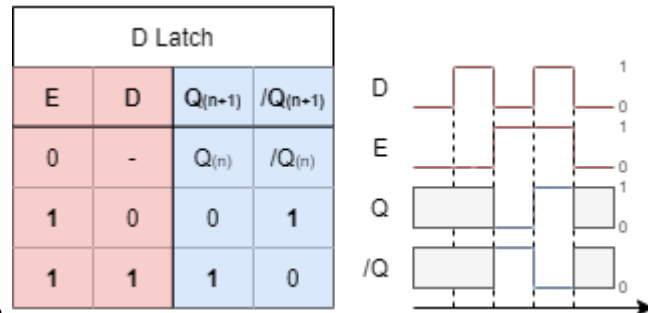 D Latch
E D Q(n+1) /Q(n+1)
0 - Q(n) /Q(n)
1 0 0 1
1 1 1 0
D 1 0
E 1 0
Q 1 0
/Q 0